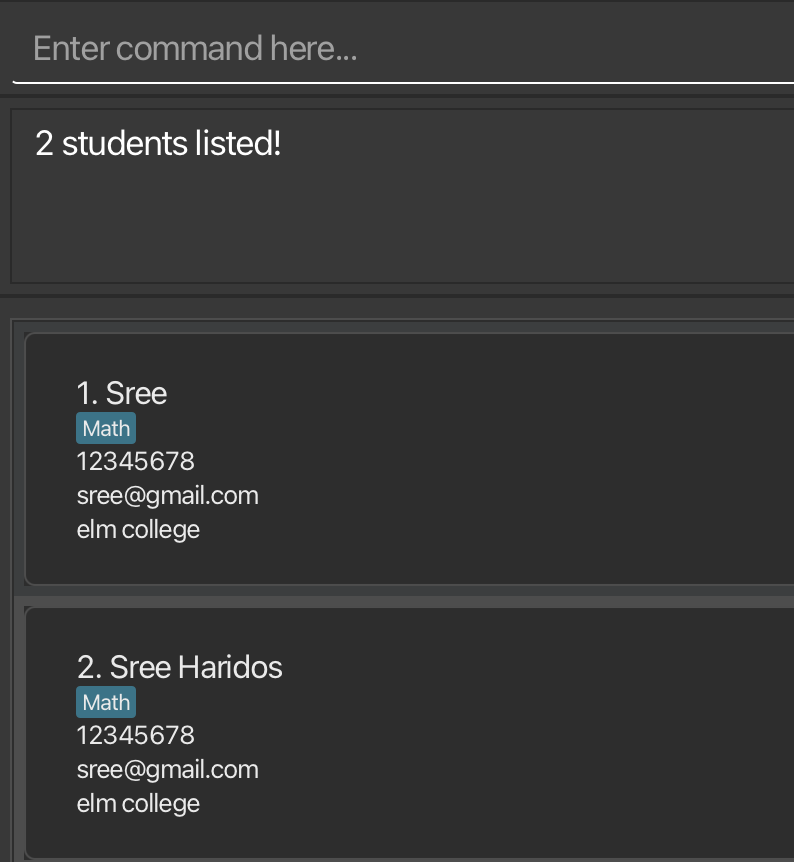 Enter command here...
2 students listed!
1. Sree
Math
12345678
sree@gmail.com
elm college
2. Sree Haridos
Math
12345678
sree@gmail.com
elm college